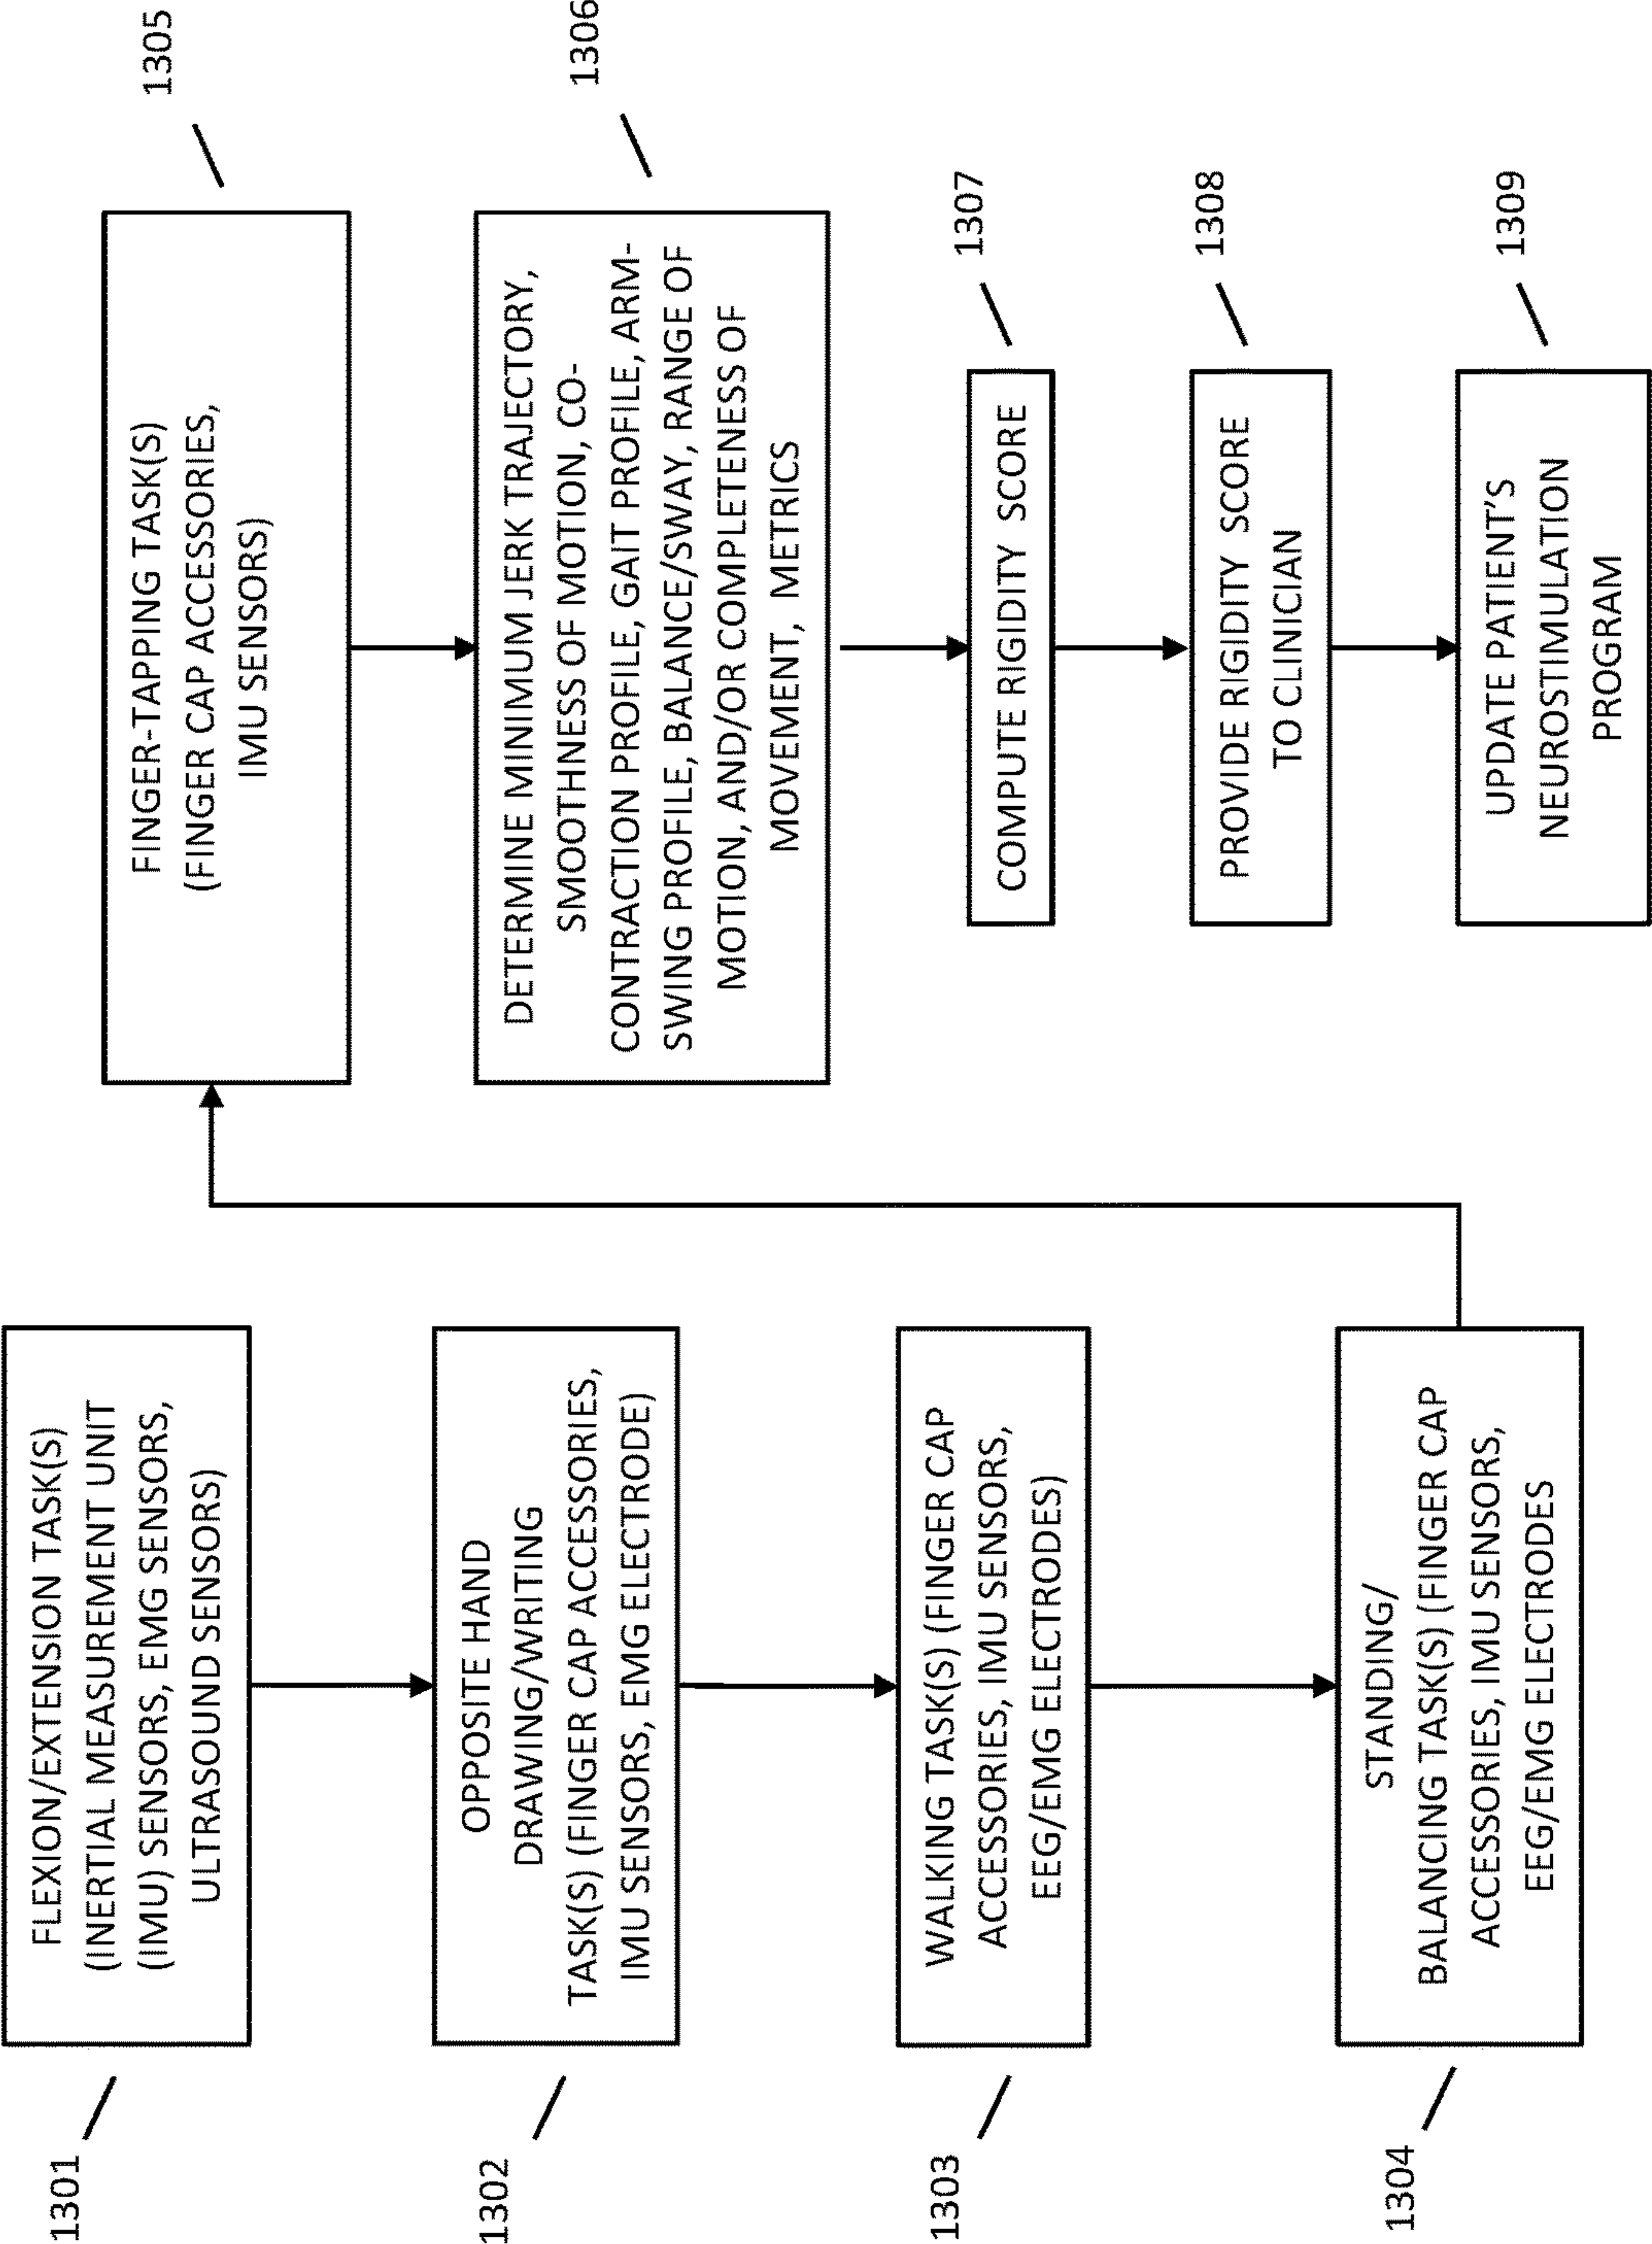 1301
FLEXION/EXTENSION TASK(S)
(INERTIAL MEASUREMENT UNIT
(IMU) SENSORS, EMG SENSORS,
ULTRASOUND SENSORS)
1302
OPPOSITE HAND
DRAWING/WRITING
TASK(S) (FINGER CAP ACCESSORIES,
IMU SENSORS, EMG ELECTRODE)
1303
WALKING TASK(S) (FINGER CAP
ACCESSORIES, IMU SENSORS,
EEG/EMG ELECTRODES)
1304
STANDING/
BALANCING TASK(S) (FINGER CAP
ACCESSORIES, IMU SENSORS,
EEG/EMG ELECTRODES
1305
FINGER-TAPPING TASK(S)
(FINGER CAP ACCESSORIES,
IMU SENSORS)
1306
DETERMINE MINIMUM JERK TRAJECTORY,
SMOOTHNESS OF MOTION, CO-
CONTRACTION PROFILE, GAIT PROFILE, ARM-
SWING PROFILE, BALANCE/SWAY, RANGE OF
MOTION, AND/OR COMPLETENESS OF
MOVEMENT, METRICS
1307
COMPUTE RIGIDITY SCORE
1308
PROVIDE RIGIDITY SCORE
TO CLINICIAN
1309
UPDATE PATIENT'S
NEUROSTIMULATION
PROGRAM